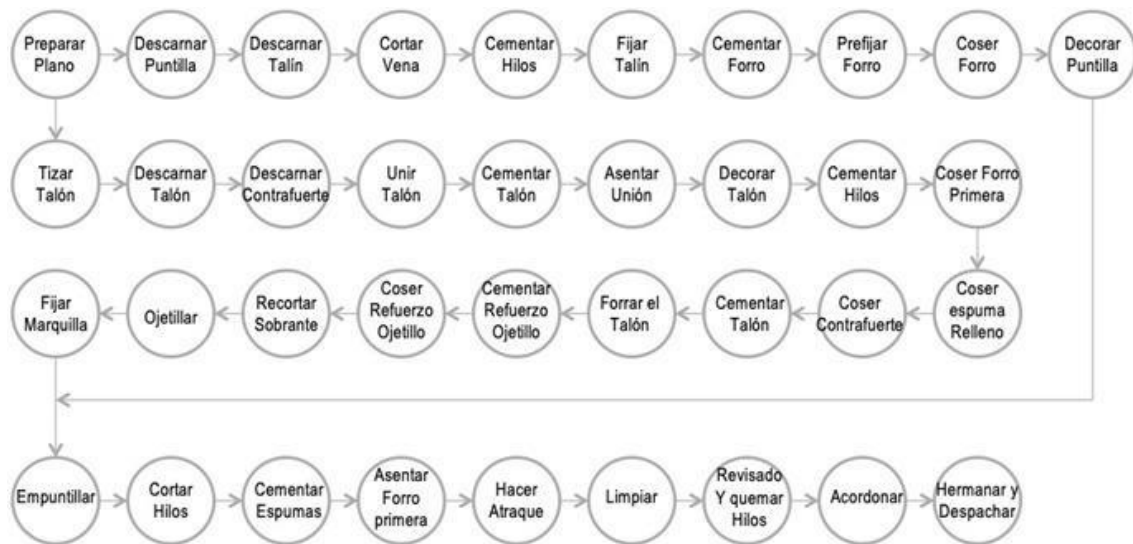 Preparar
Plano
Descarnar
Puntilla
Descarnar
Talín
Cortar
Vena
Cementar
Hilos
Fijar
Talín
Cementar
Forro
Prefijar
Forro
Coser
Forro
Decorar
Puntilla
Tizar
Talón
Descarnar
Talón
Descarnar
Contrafuerte
Unir
Talón
Cementar
Talón
Asentar
Unión
Decorar
Talón
Cementar
Hilos
Coser Forro
Primera
Fijar
Marquilla
Ojetillar
Recortar
Sobrante
Coser
Refuerzo
Ojetillo
Cementar
Refuerzo
Ojetillo
Forrar el
Talón
Cementar
Talón
Coser
Contrafuerte
Coser
espuma
Relleno
Empuntillar
Cortar
Hilos
Cementar
Espumas
Asentar
Forro
primera
Hacer
Atraque
Limpiar
Revisado
Y quemar
Hilos
Acordonar
Hermanar y
Despachar